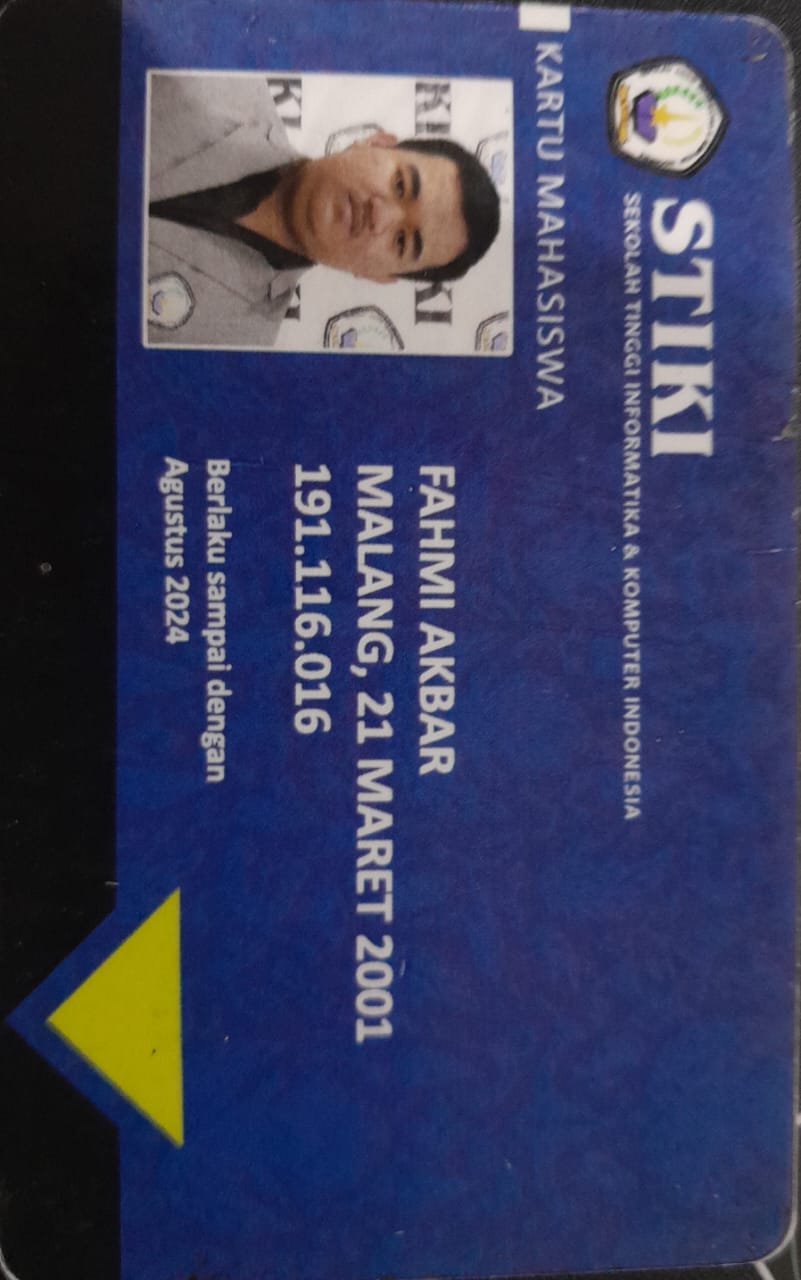 STIKI
SEKOLAH TINGGI INFORMATIKA & KOMPUTER INDONESIA
KARTU MAHASISWA
FAHMI AKBAR
MALANG, 21 MARET 2001
191.116.016
Berlaku sampai dengan
Agustus 2024